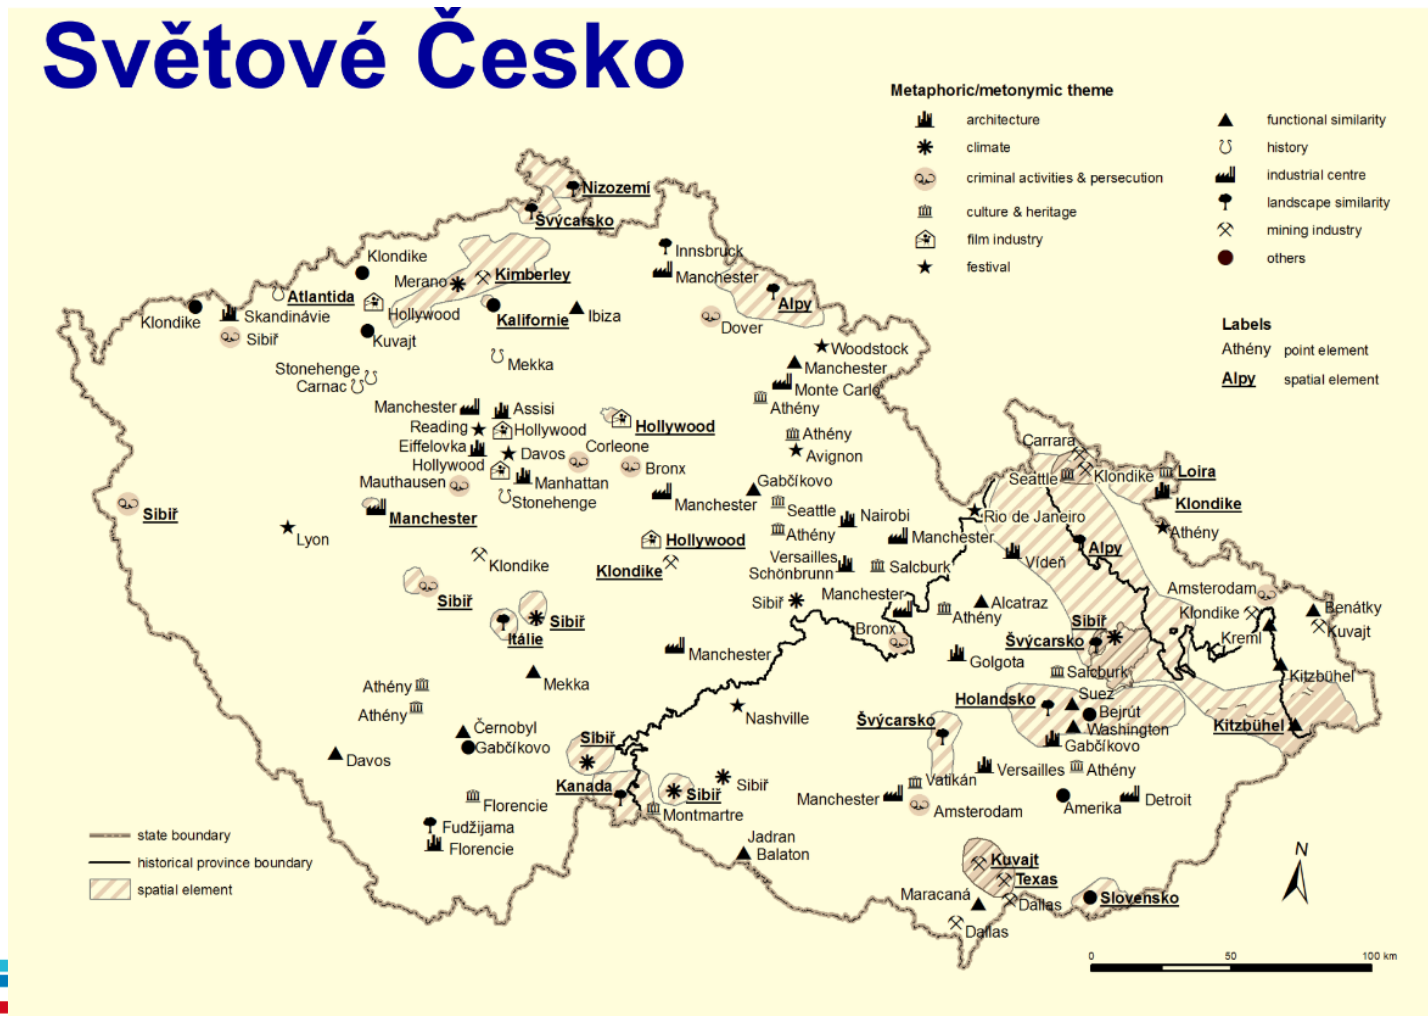 Světové Česko
Metaphoric/metonymic theme
architecture
climate
criminal activities & persecution
culture & heritage
film industry
festival
functional similarity
history
industrial centre
landscape similarity
mining industry
others
Labels
Athény point element
Alpy spatial element
Nizozemí
Švýcarsko
Innsbruck
Klondike
Manchester
Merano
Kimberley
Atlantida
Hollywood
Alpy
Klondike
Skandinávie
Kalifornie
Ibiza
Dover
Sibiř
Kuvajt
Woodstock
Mekka
Manchester
Stonehenge
Carnac
Monte Carlo
Manchester
Assisi
Athény
Reading
Hollywood
Hollywood
Athény
Eiffelovka
Davos
Corleone
Avignon
Hollywood
Bronx
Mauthausen
Manhattan
Gabčíkovo
Stonehenge
Manchester
Seattle
Sibiř
Manchester
Nairobi
Lyon
Athény
Hollywood
Manchester
Klondike
Klondike
Versailles
Schönbrunn
Salcburk
Carrara
Seattle
Klondike
Loira
Klondike
Rio de Janeiro
Athény
Alpy
Vídeň
Sibiř
Sibiř
Manchester
Alcatraz
Amsterodam
Itálie
Sibiř
Athény
Sibiř
Klondike
Benátky
Bronx
Švýcarsko
Kreml
Kuvajt
Manchester
Golgota
Salcburk
Kitzbühel
Mekka
Athény
Athény
Holandsko
Suez
Bejrút
Nashville
Švýcarsko
Washington
Kitzbühel
Černobyl
Gabčíkovo
Sibiř
Gabčíkovo
Davos
Versailles
Athény
Kanada
Sibiř
Sibiř
Vatikán
Florencie
Montmartre
Manchester
Amsterodam
Amerika
Detroit
Fudžijama
Florencie
Jadran
Balaton
Kuvajt
Texas
Maracaná
Dallas
Slovensko
Dallas
state boundary
historical province boundary
spatial element
N
0 50 100 km